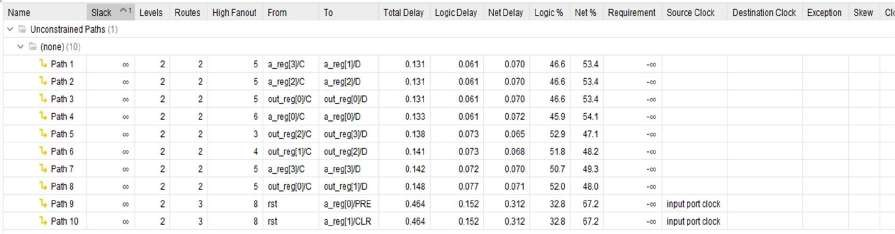 Name Slack ^1 Levels Routes High Fanout From To Total Delay Logic Delay Net Delay Logic % Net % Requirement Source Clock Destination Clock Exception Skew Clo
Unconstrained Paths (1)
(none) (10)
Path 1 ∞ 2 2 5 a_reg[3]/C a_reg[1]/D 0.131 0.061 0.070 46.6 53.4 -∞
Path 2 ∞ 2 2 5 a_reg[3]/C a_reg[2]/D 0.131 0.061 0.070 46.6 53.4 -∞
Path 3 ∞ 2 2 5 out_reg[0]/C out_reg[0]/D 0.131 0.061 0.070 46.6 53.4 -∞
Path 4 ∞ 2 2 6 a_reg[0]/C a_reg[0]/D 0.133 0.061 0.072 45.9 54.1 -∞
Path 5 ∞ 2 2 3 out_reg[2]/C out_reg[3]/D 0.138 0.073 0.065 52.9 47.1 -∞
Path 6 ∞ 2 2 4 out_reg[1]/C out_reg[2]/D 0.141 0.073 0.068 51.8 48.2 -∞
Path 7 ∞ 2 2 5 a_reg[3]/C a_reg[3]/D 0.142 0.072 0.070 50.7 49.3 -∞
Path 8 ∞ 2 2 5 out_reg[0]/C out_reg[1]/D 0.148 0.077 0.071 52.0 48.0 -∞
Path 9 ∞ 2 3 8 rst a_reg[0]/PRE 0.464 0.152 0.312 32.8 67.2 -∞ input port clock
Path 10 ∞ 2 3 8 rst a_reg[1]/CLR 0.464 0.152 0.312 32.8 67.2 -∞ input port clock